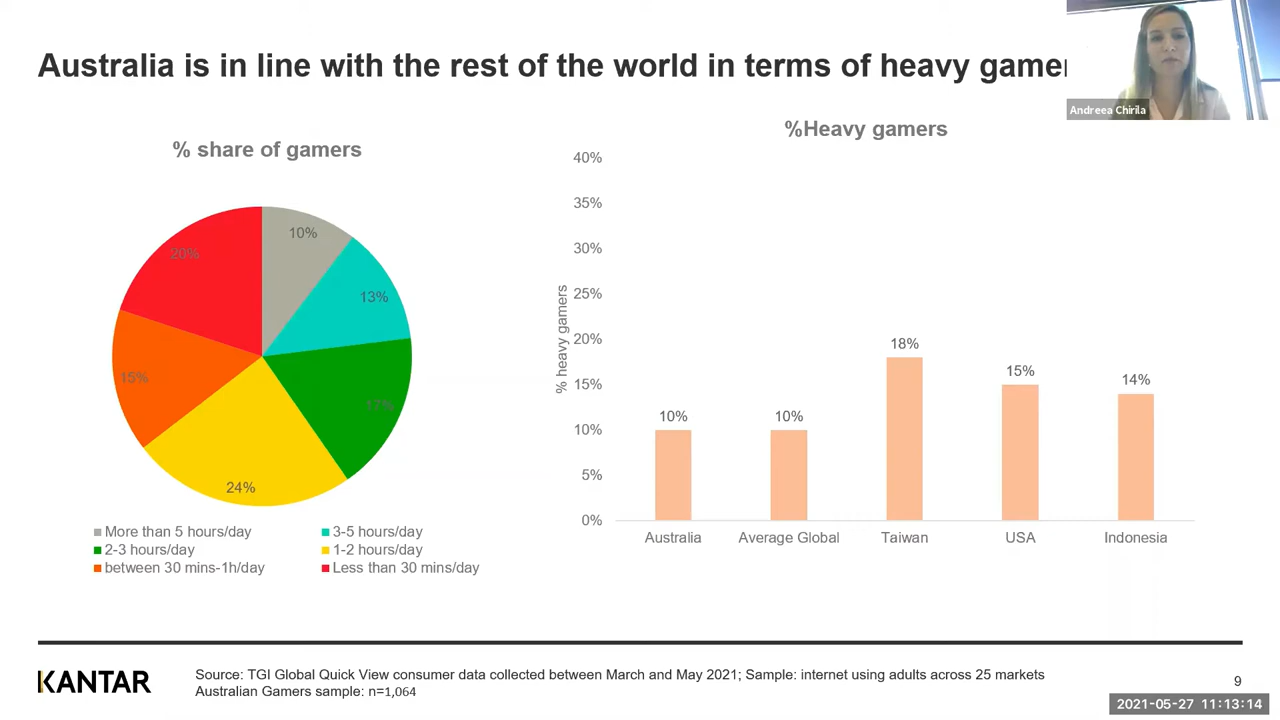 Australia is in line with the rest of the world in terms of heavy gamer
Andreea Chirila
% share of gamers
10%
13%
17%
24%
15%
20%
More than 5 hours/day
3-5 hours/day
2-3 hours/day
1-2 hours/day
between 30 mins-1h/day
Less than 30 mins/day
%Heavy gamers
% heavy gamers
40%
35%
30%
25%
20%
15%
10%
5%
0%
10%
10%
18%
15%
14%
Australia
Average Global
Taiwan
USA
Indonesia
KANTAR
Source: TGI Global Quick View consumer data collected between March and May 2021; Sample: internet using adults across 25 markets
Australian Gamers sample: n=1,064
9
2021-05-27 11:13:14